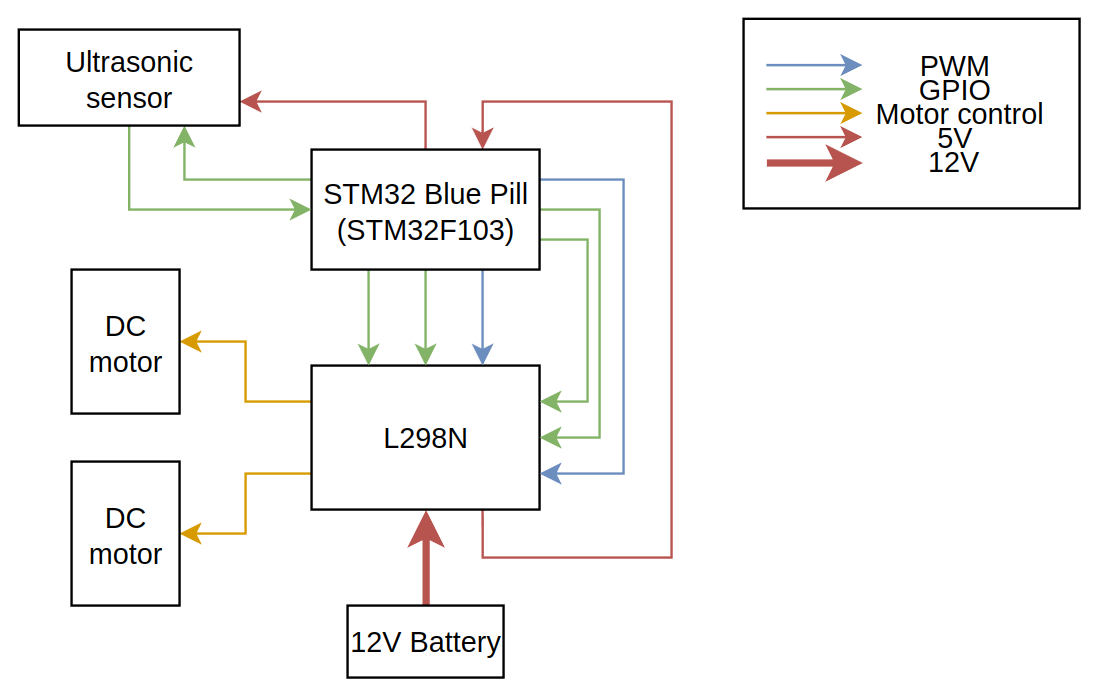 Ultrasonic
sensor
PWM
GPIO
Motor control
5V
12V
STM32 Blue Pill
(STM32F103)
DC
motor
L298N
DC
motor
12V Battery